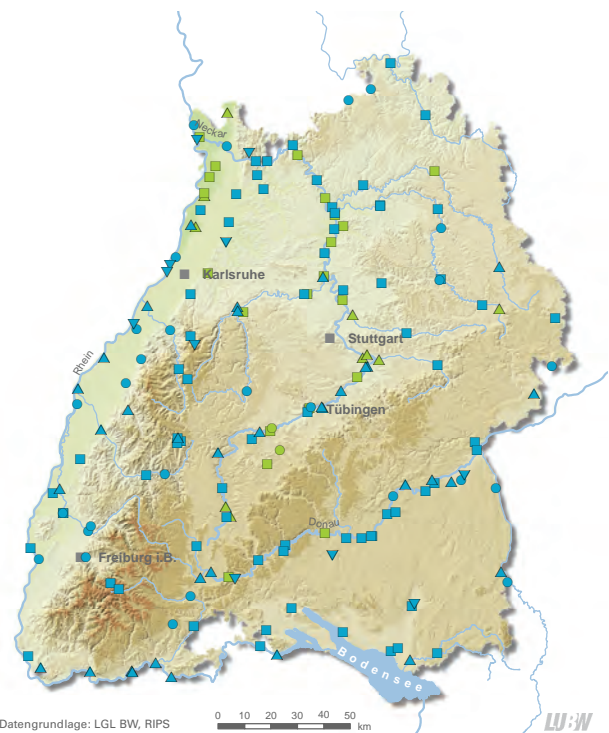 Neckar
Karlsruhe
Stuttgart
Rhein
Tübingen
Donau
Freiburg i.B.
Bodensee
Datengrundlage: LGL BW, RIPS
0 10 20 30 40 50
km
LUBW